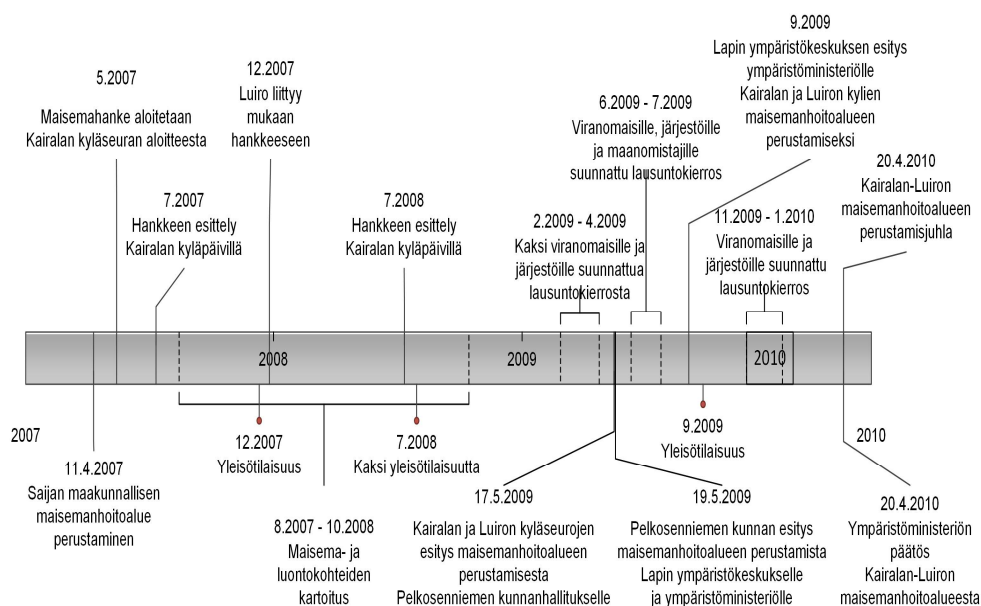 5.2007
Maisemahanke aloitetaan
Kairalan kyläseuran aloitteesta
12.2007
Luiro liittyy
mukaan
hankkeeseen
7.2007
Hankkeen esittely
Kairalan kyläpäivillä
7.2008
Hankkeen esittely
Kairalan kyläpäivillä
2.2009 - 4.2009
Kaksi viranomaisille ja
järjestöille suunnattua
lausuntokierrosta
6.2009 - 7.2009
Viranomaisille, järjestöille
ja maanomistajille
suunnattu lausuntokierros
9.2009
Lapin ympäristökeskuksen esitys
ympäristöministeriölle
Kairalan ja Luiron kylien
maisemanhoitoalueen
perustamiseksi
11.2009 - 1.2010
Viranomaisille ja
järjestöille suunnattu
lausuntokierros
20.4.2010
Kairalan-Luiron
maisemanhoitoalueen
perustamisjuhla
2008
2009
2010
2007
2010
11.4.2007
Saijan maakunnallisen
maisemanhoitoalue
perustaminen
12.2007
Yleisötilaisuus
7.2008
Kaksi yleisötilaisuutta
9.2009
Yleisötilaisuus
8.2007 - 10.2008
Maisema- ja
luontokohteiden
kartoitus
17.5.2009
Kairalan ja Luiron kyläseurojen
esitys maisemanhoitoalueen
perustamisesta
Pelkosenniemen kunnanhallitukselle
19.5.2009
Pelkosenniemen kunnan esitys
maisemanhoitoalueen perustamista
Lapin ympäristökeskukselle
ja ympäristöministeriölle
20.4.2010
Ympäristöministeriön
päätös
Kairalan-Luiron
maisemanhoitoalueesta